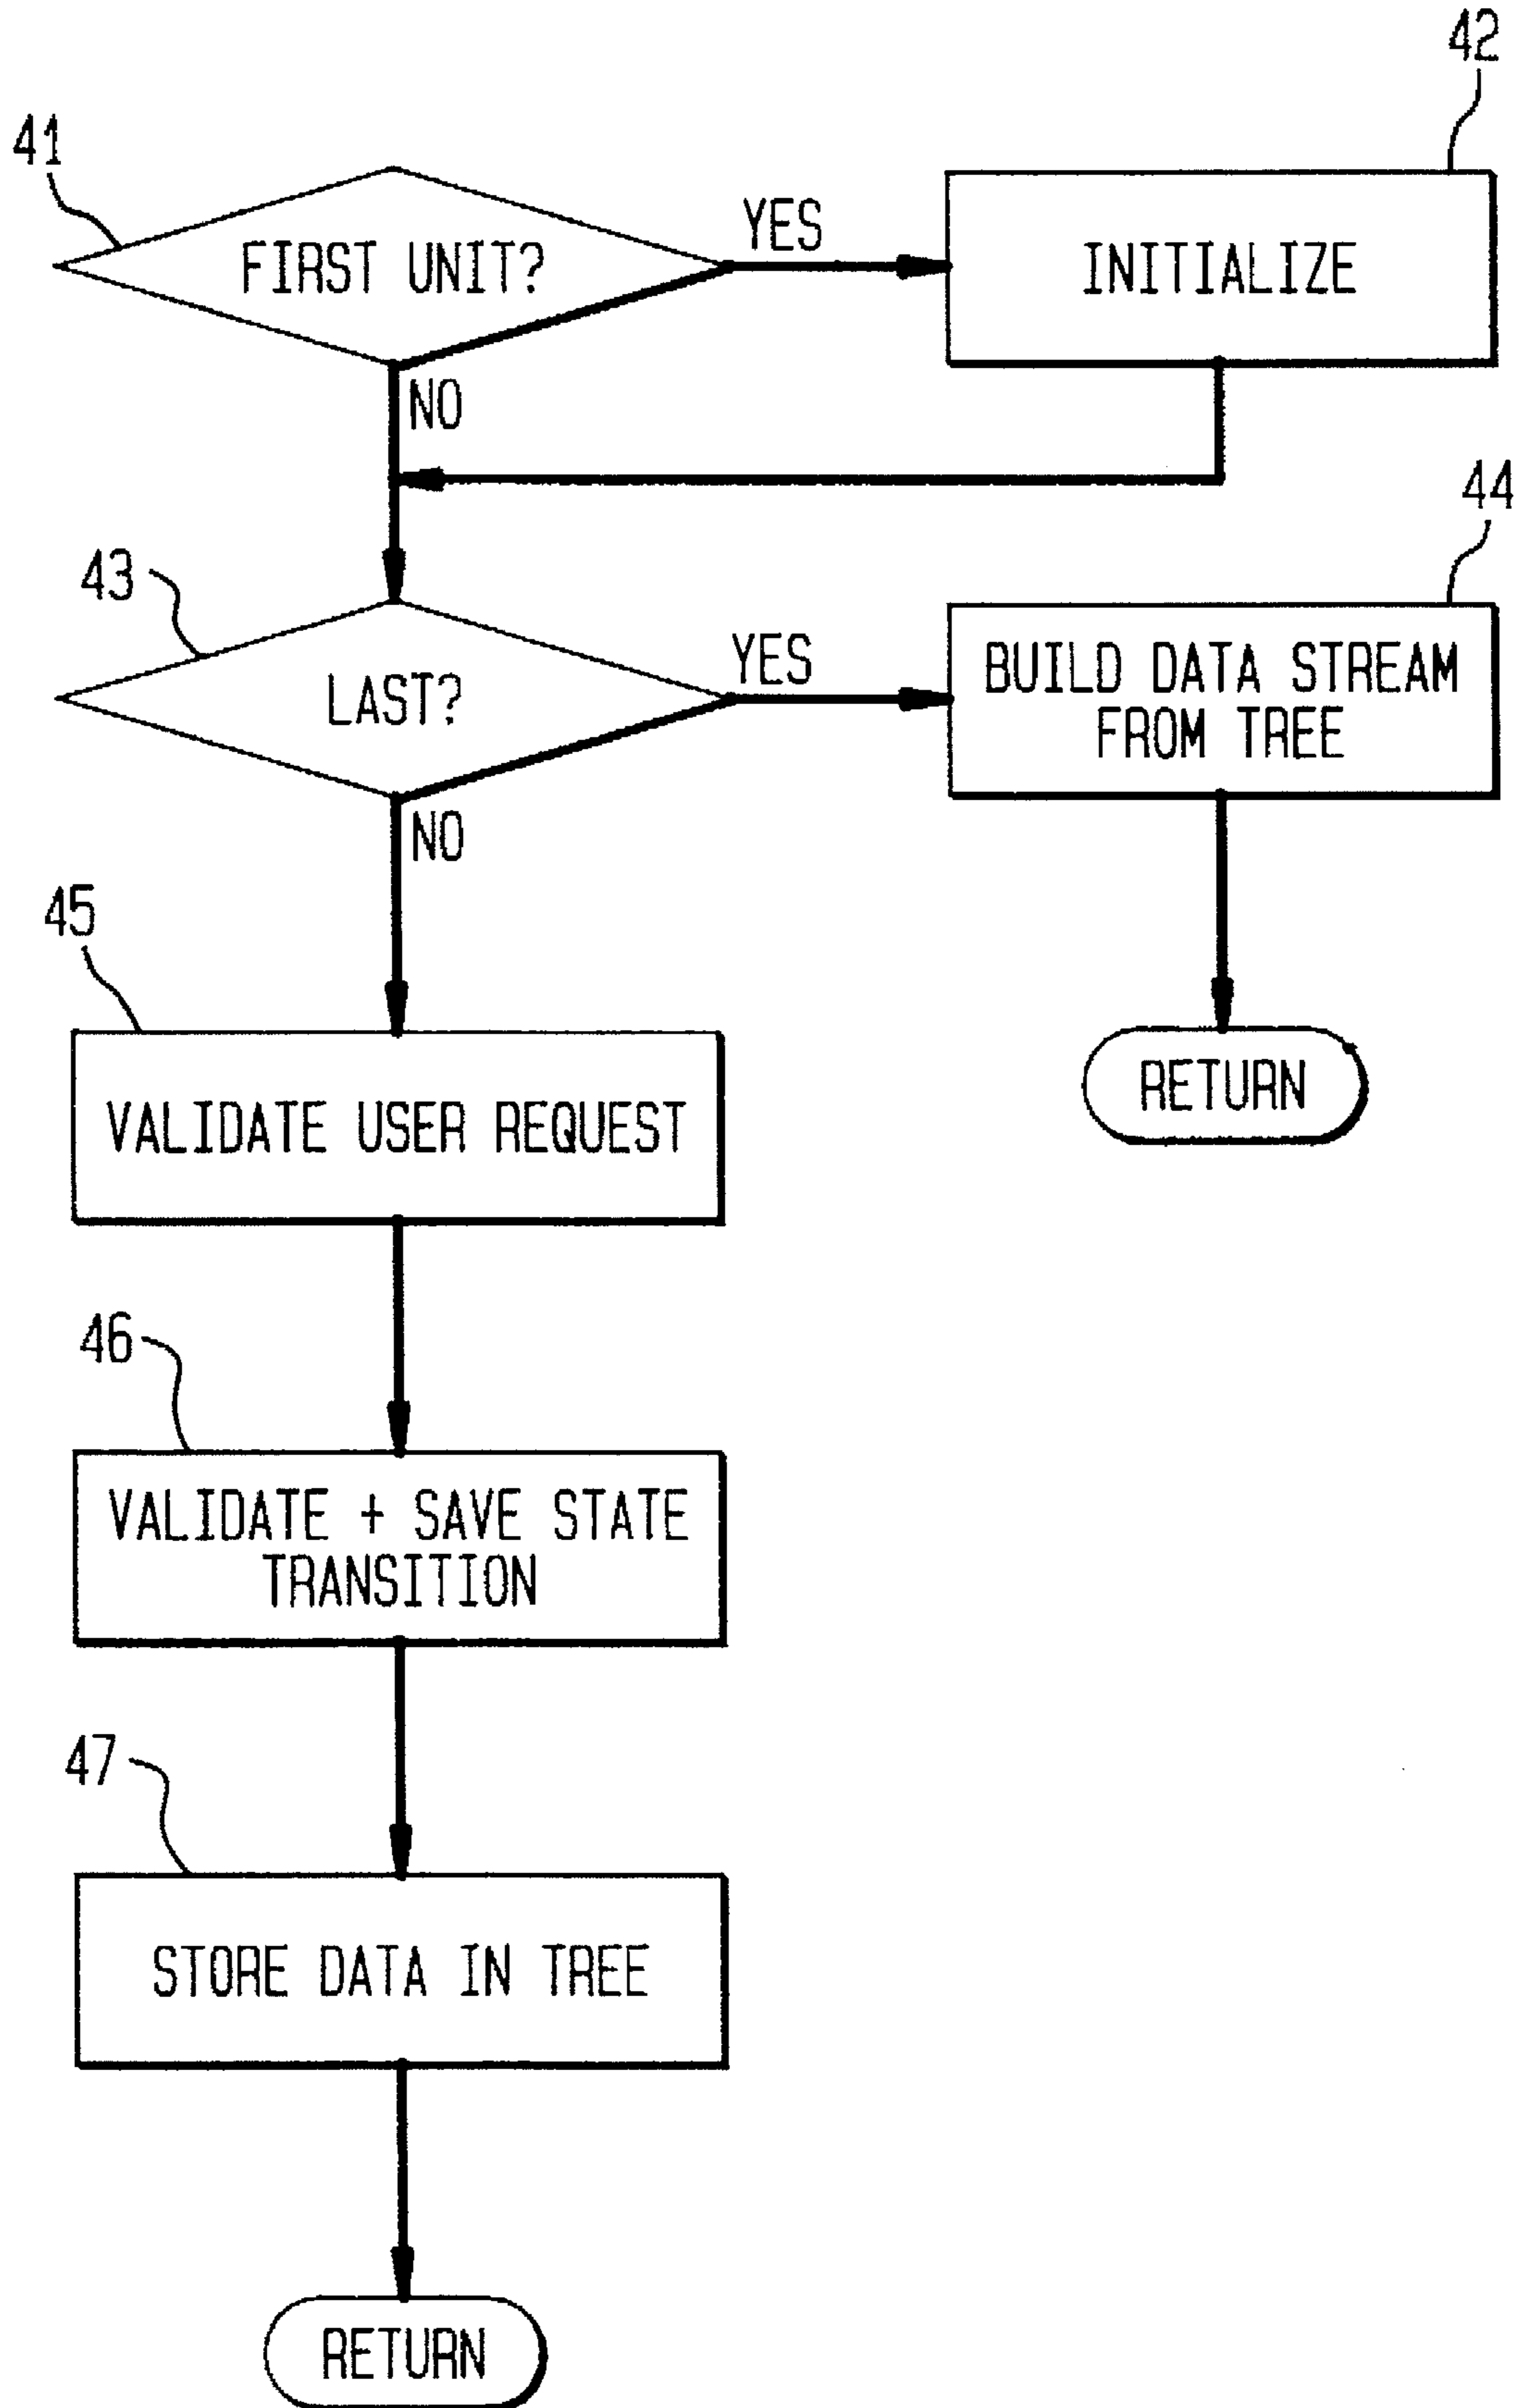 42
41
FIRST UNIT?
YES
INITIALIZE
NO
44
43
LAST?
YES
BUILD DATA STREAM
FROM TREE
NO
45
VALIDATE USER REQUEST
RETURN
46
VALIDATE + SAVE STATE
TRANSITION
47
STORE DATA IN TREE
RETURN